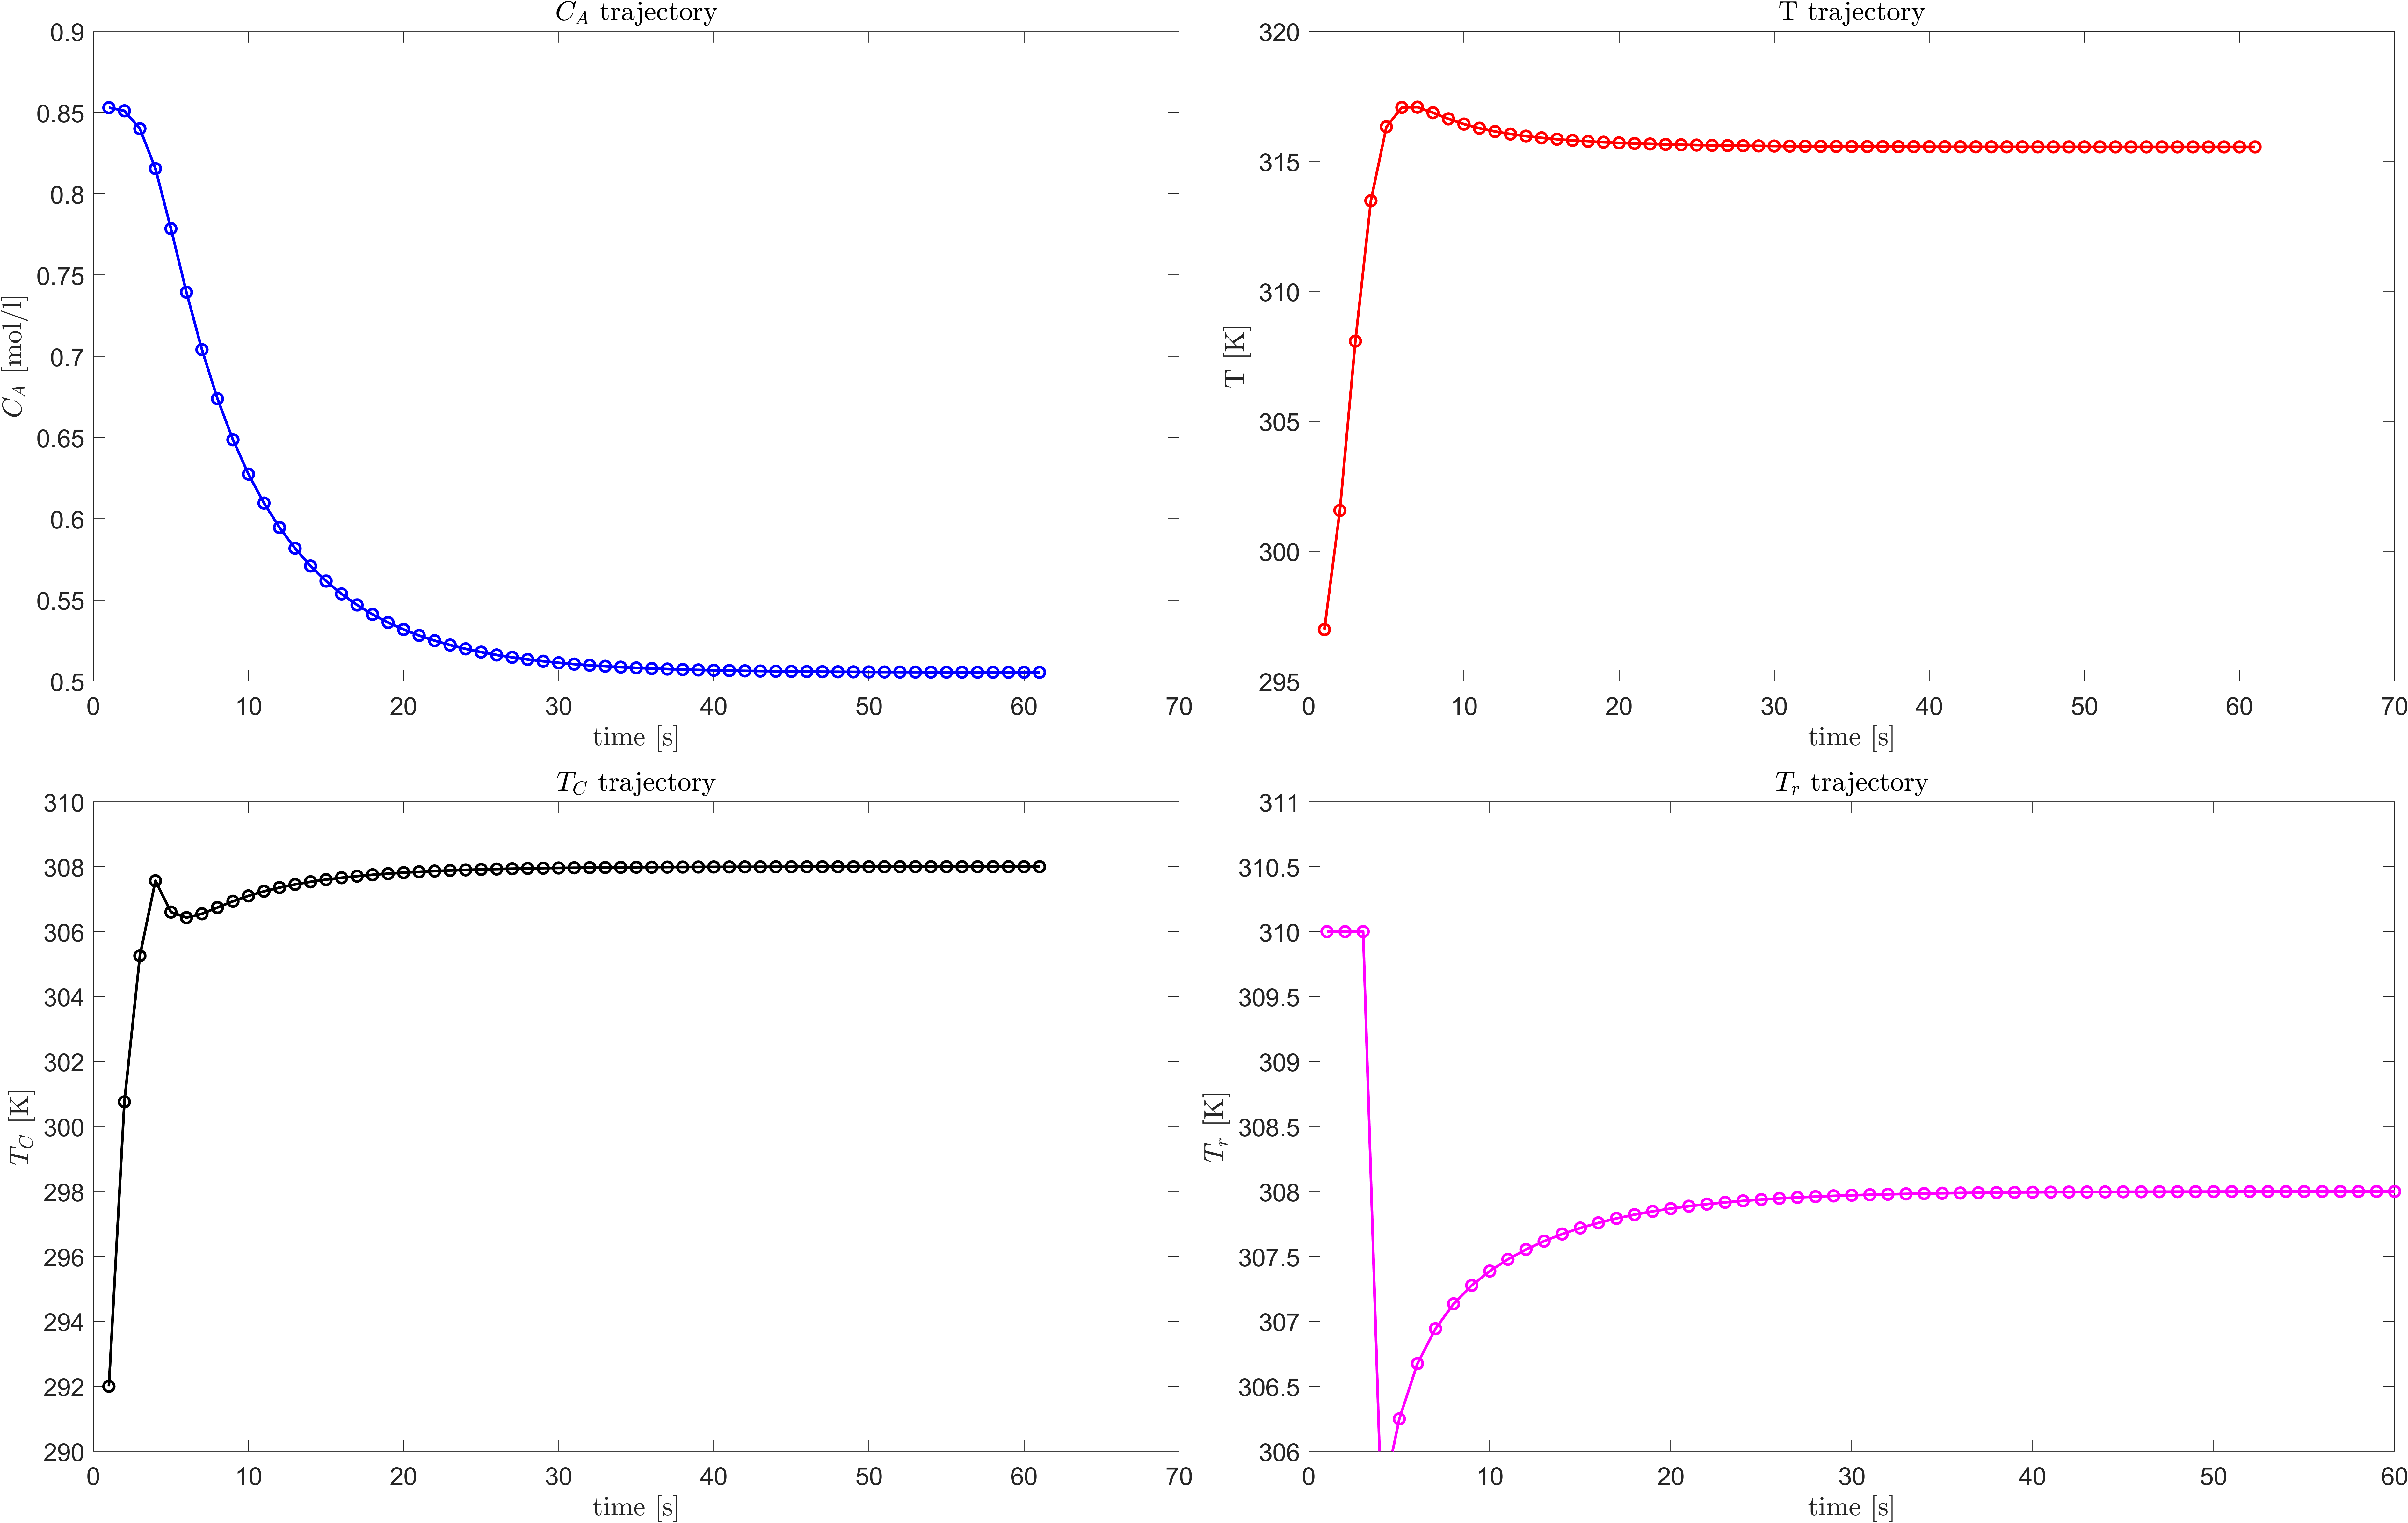 C_A trajectory
0.9
0.85
0.8
0.75
0.7
0.65
0.6
0.55
0.5
C_A [mol/l]
0 10 20 30 40 50 60 70
time [s]
T trajectory
320
315
310
305
300
295
T [K]
0 10 20 30 40 50 60 70
time [s]
T_C trajectory
310
308
306
304
302
300
298
296
294
292
290
T_C [K]
0 10 20 30 40 50 60 70
time [s]
T_r trajectory
311
310.5
310
309.5
309
308.5
308
307.5
307
306.5
306
T_r [K]
0 10 20 30 40 50 60
time [s]